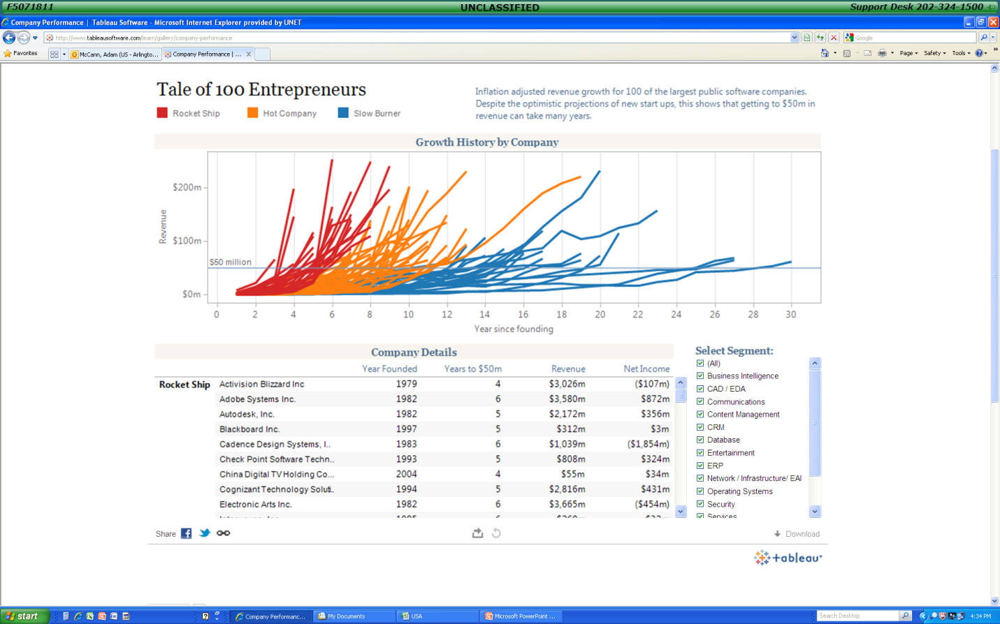 F5071811 UNCLASSIFIED Support Desk 202-324-1500
Company Performance | Tableau Software - Microsoft Internet Explorer provided by UNET
http://www.tableausoftware.com/learn/gallery/company-performance Google
Favorites McCann, Adam (US - Arlingto... Company Performance | ... Page Safety Tools
Tale of 100 Entrepreneurs
Rocket Ship Hot Company Slow Burner
Inflation adjusted revenue growth for 100 of the largest public software companies.
Despite the optimistic projections of new start ups, this shows that getting to $50m in
revenue can take many years.
Growth History by Company
Revenue
$200m
$100m
$50 million
$0m
0 2 4 6 8 10 12 14 16 18 20 22 24 26 28 30
Year since founding
Company Details
Year Founded Years to $50m Revenue Net Income
Rocket Ship Activision Blizzard Inc 1979 4 $3,026m ($107m)
Adobe Systems Inc. 1982 6 $3,580m $872m
Autodesk, Inc. 1982 5 $2,172m $356m
Blackboard Inc. 1997 5 $312m $3m
Cadence Design Systems, I.. 1983 6 $1,039m ($1,854m)
Check Point Software Techn.. 1993 5 $808m $324m
China Digital TV Holding Co... 2004 4 $55m $34m
Cognizant Technology Soluti.. 1994 5 $2,816m $431m
Electronic Arts Inc. 1982 6 $3,665m ($454m)
Select Segment:
(All)
Business Intelligence
CAD / EDA
Communications
Content Management
CRM
Database
Entertainment
ERP
Network / Infrastructure/ EAI
Operating Systems
Security
Services
Share Download
+ableau
start Company Performanc... My Documents USA Microsoft PowerPoint ... Search Desktop 4:34 PM